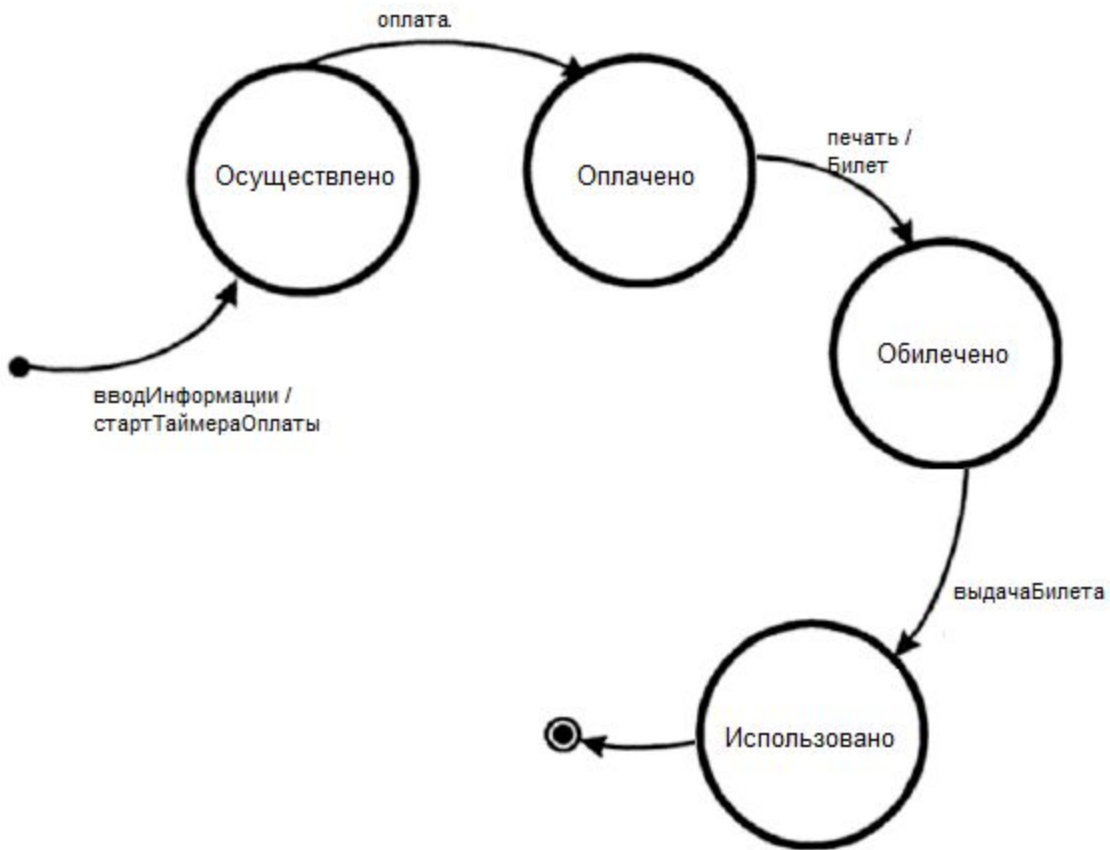 оплата.
Осуществлено
Оплачено
печать /
Билет
Обилечено
вводИнформации /
стартТаймераОплаты
выдачаБилета
Использовано